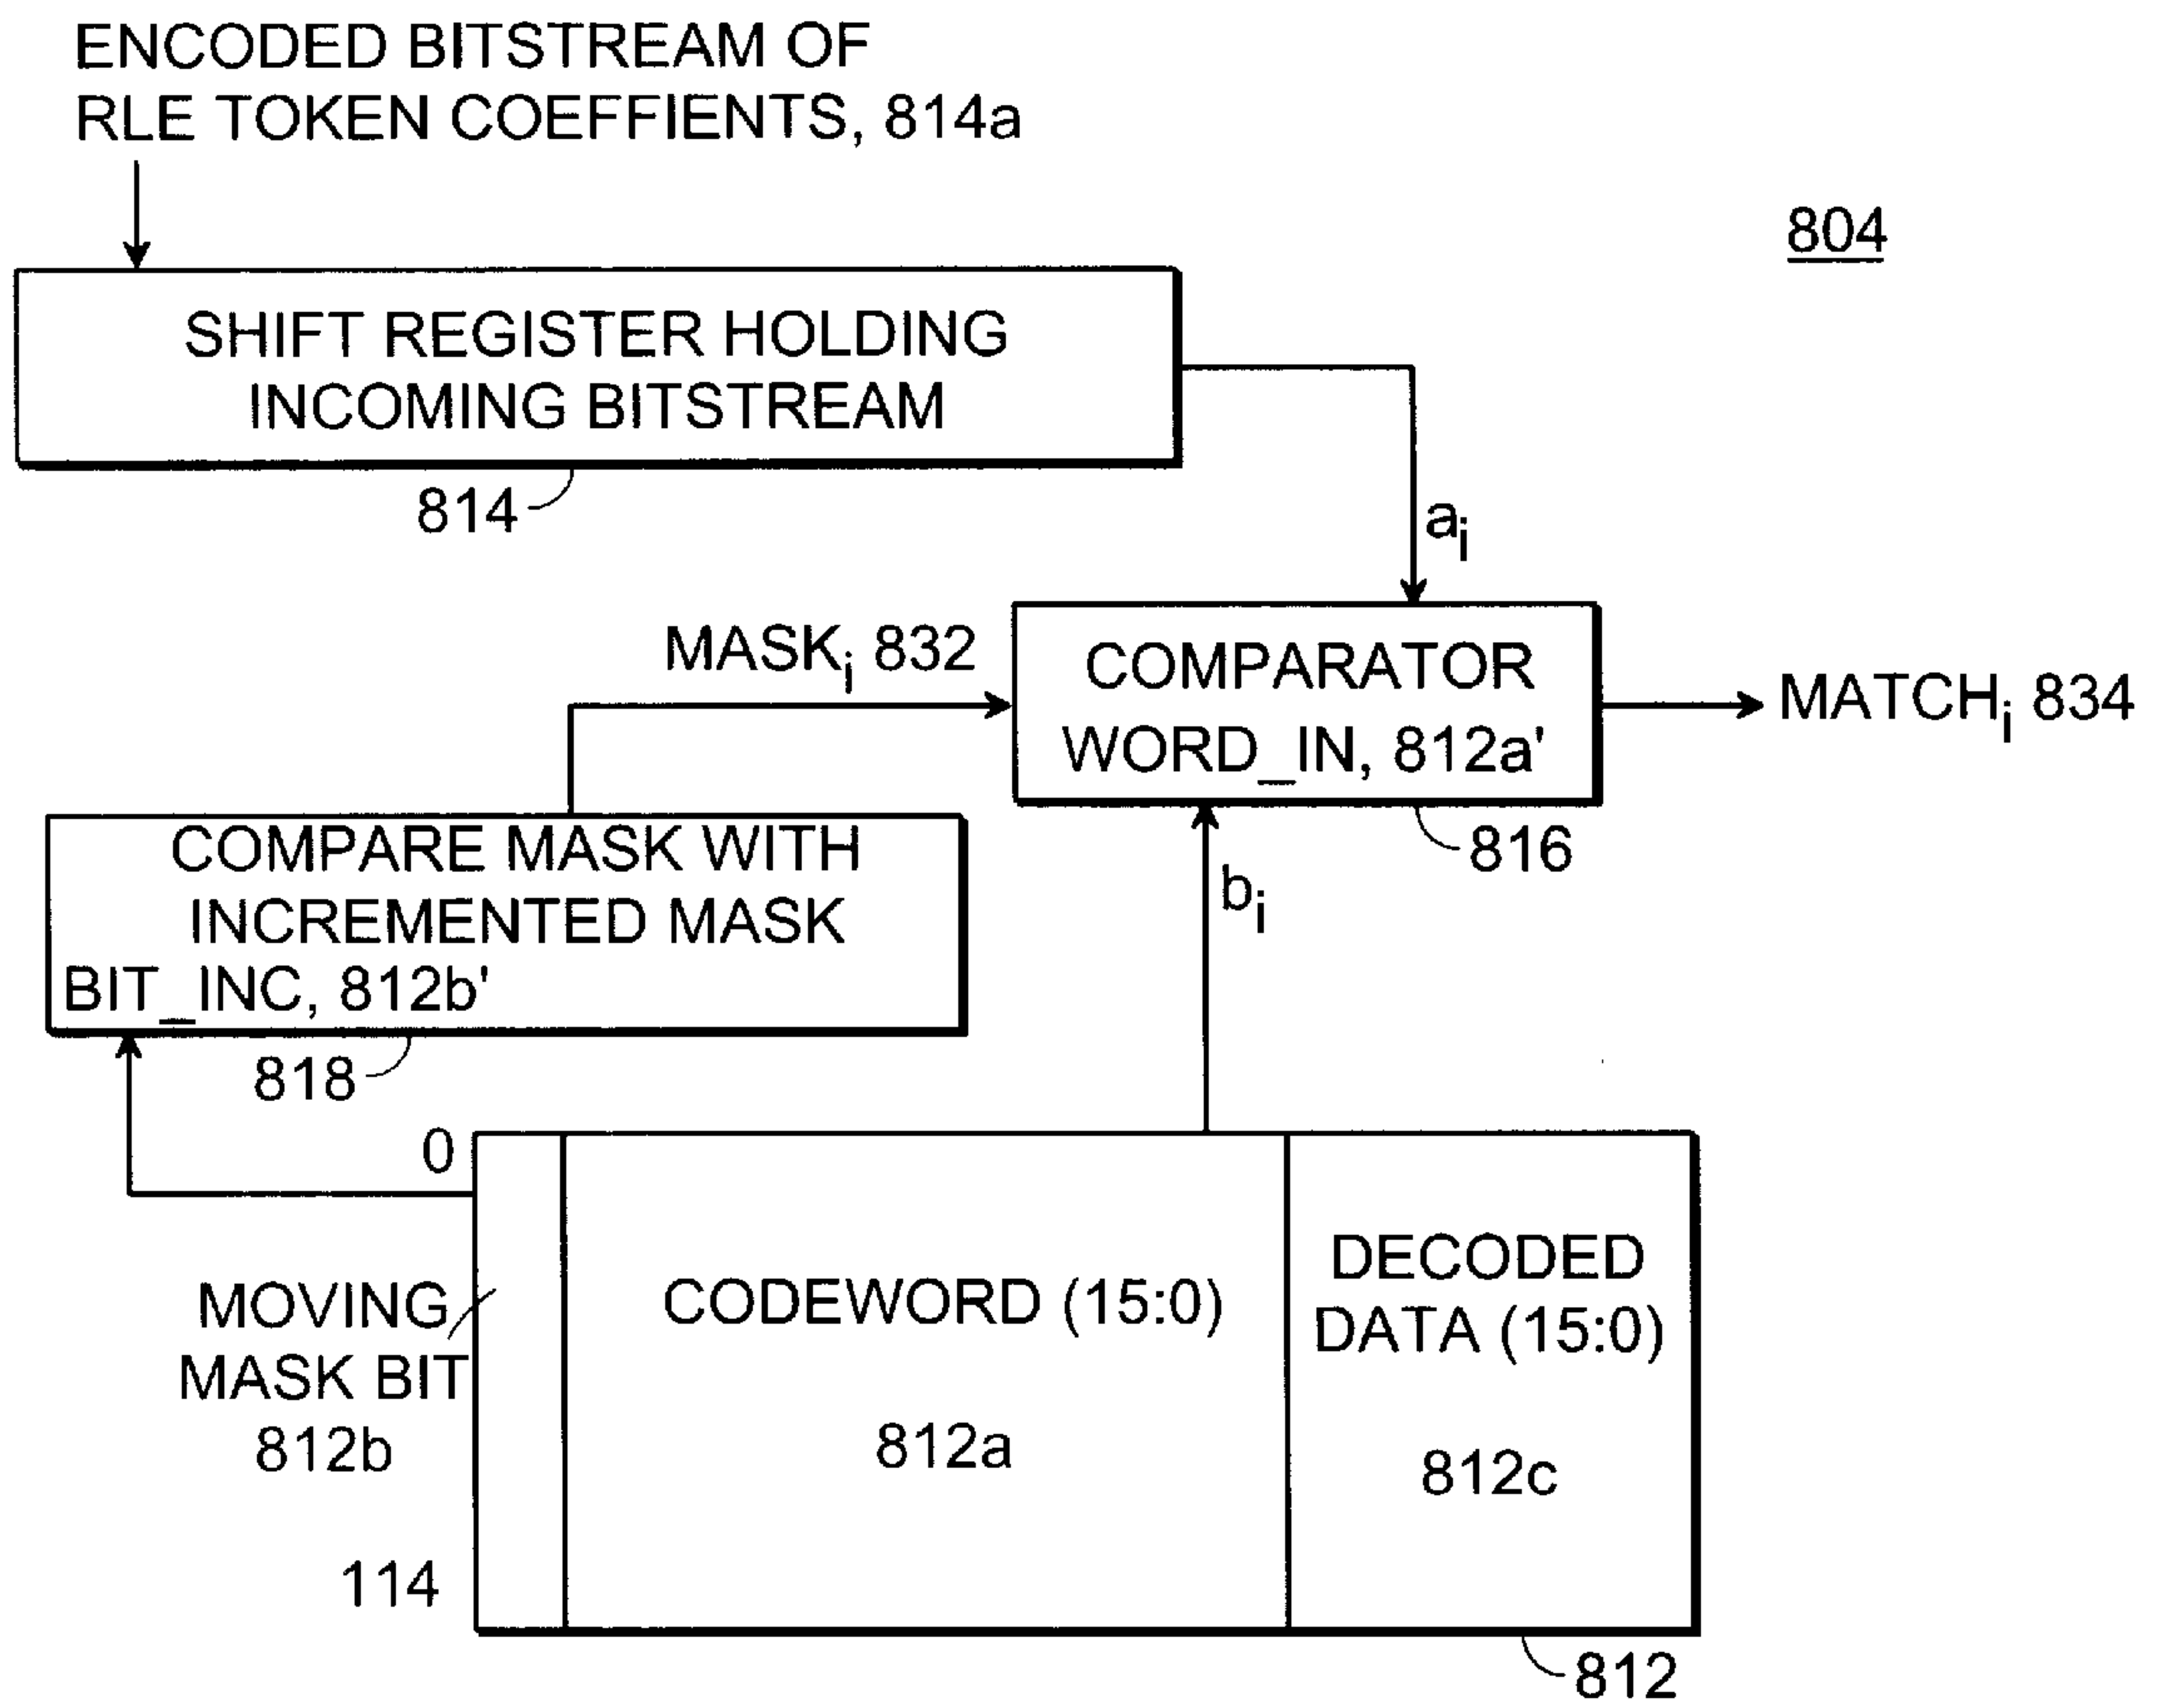 ENCODED BITSTREAM OF
RLE TOKEN COEFFIENTS, 814a
804
SHIFT REGISTER HOLDING
INCOMING BITSTREAM
814
ai
MASKi 832
COMPARATOR
WORD_IN, 812a'
MATCHi 834
816
COMPARE MASK WITH
INCREMENTED MASK
BIT_INC, 812b'
818
bi
0
MOVING
MASK BIT
812b
114
CODEWORD (15:0)
812a
DECODED
DATA (15:0)
812c
812